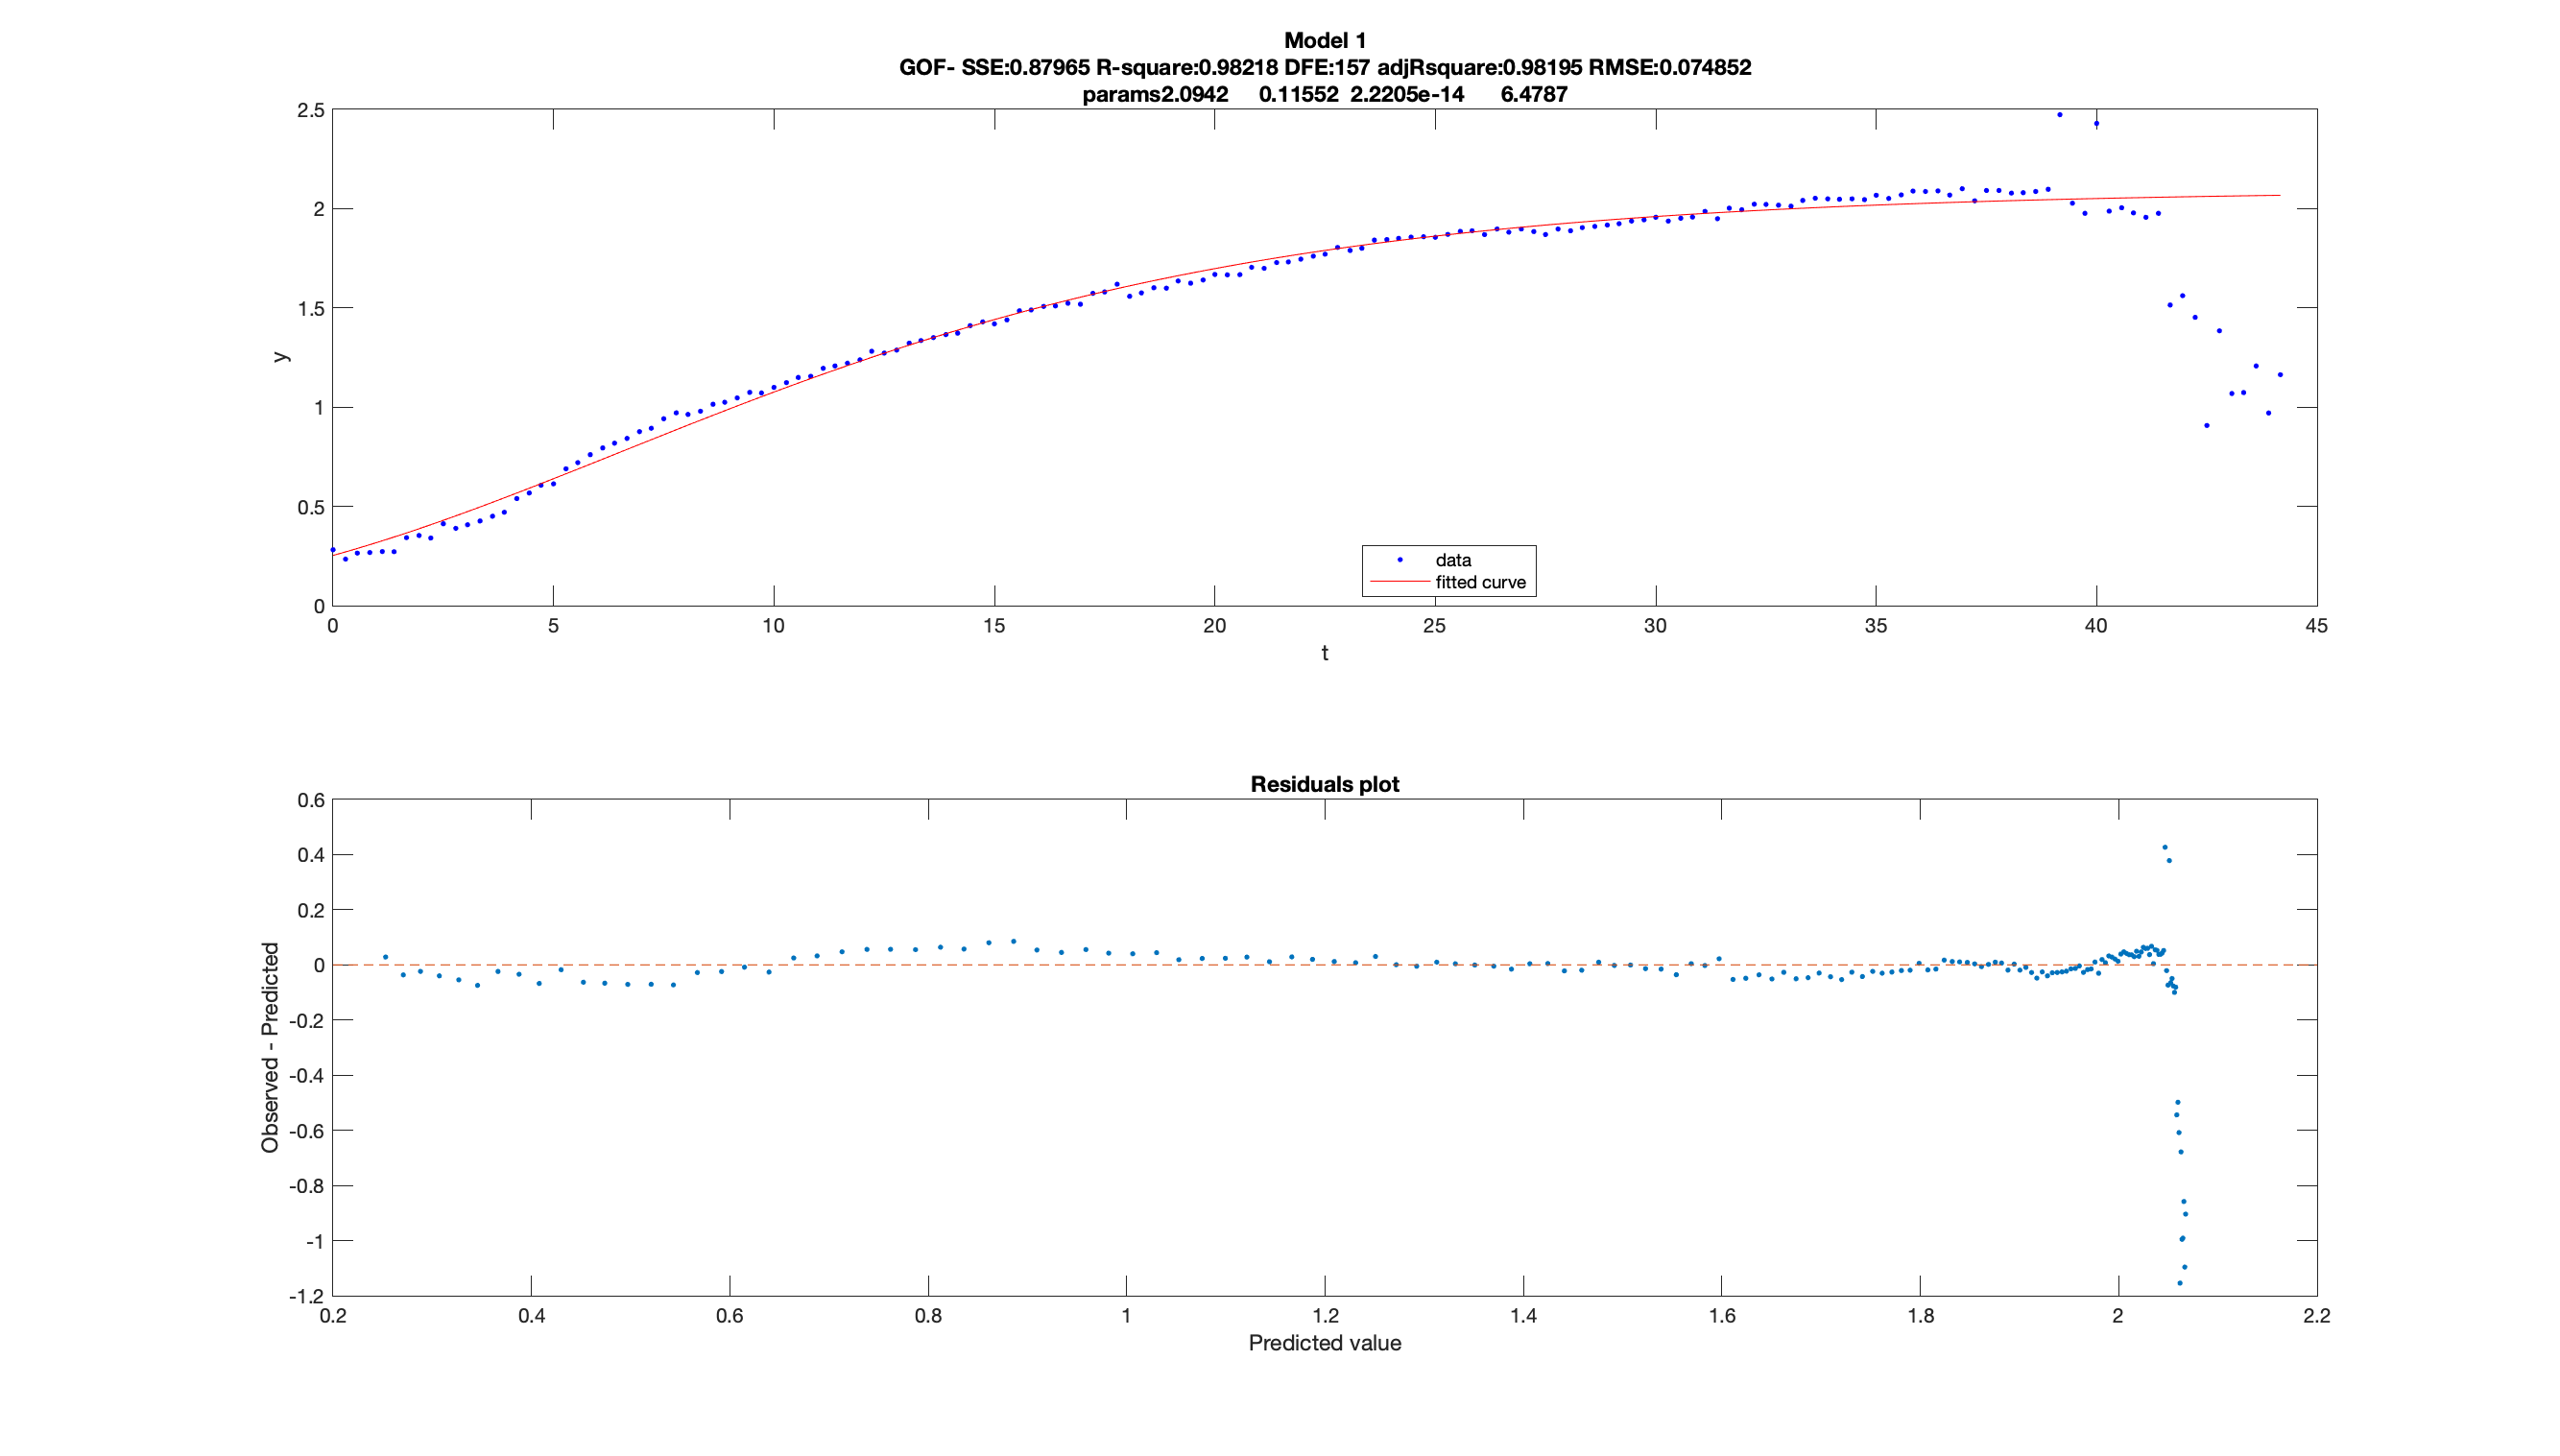 Model 1
GOF- SSE:0.87965 R-square:0.98218 DFE:157 adjRsquare:0.98195 RMSE:0.074852
params2.0942 0.11552 2.2205e-14 6.4787
2.5
2
1.5
1
0.5
0
y
0 5 10 15 20 25 30 35 40 45
t
data
fitted curve
Residuals plot
0.6
0.4
0.2
0
-0.2
-0.4
-0.6
-0.8
-1
-1.2
Observed - Predicted
0.2 0.4 0.6 0.8 1 1.2 1.4 1.6 1.8 2 2.2
Predicted value